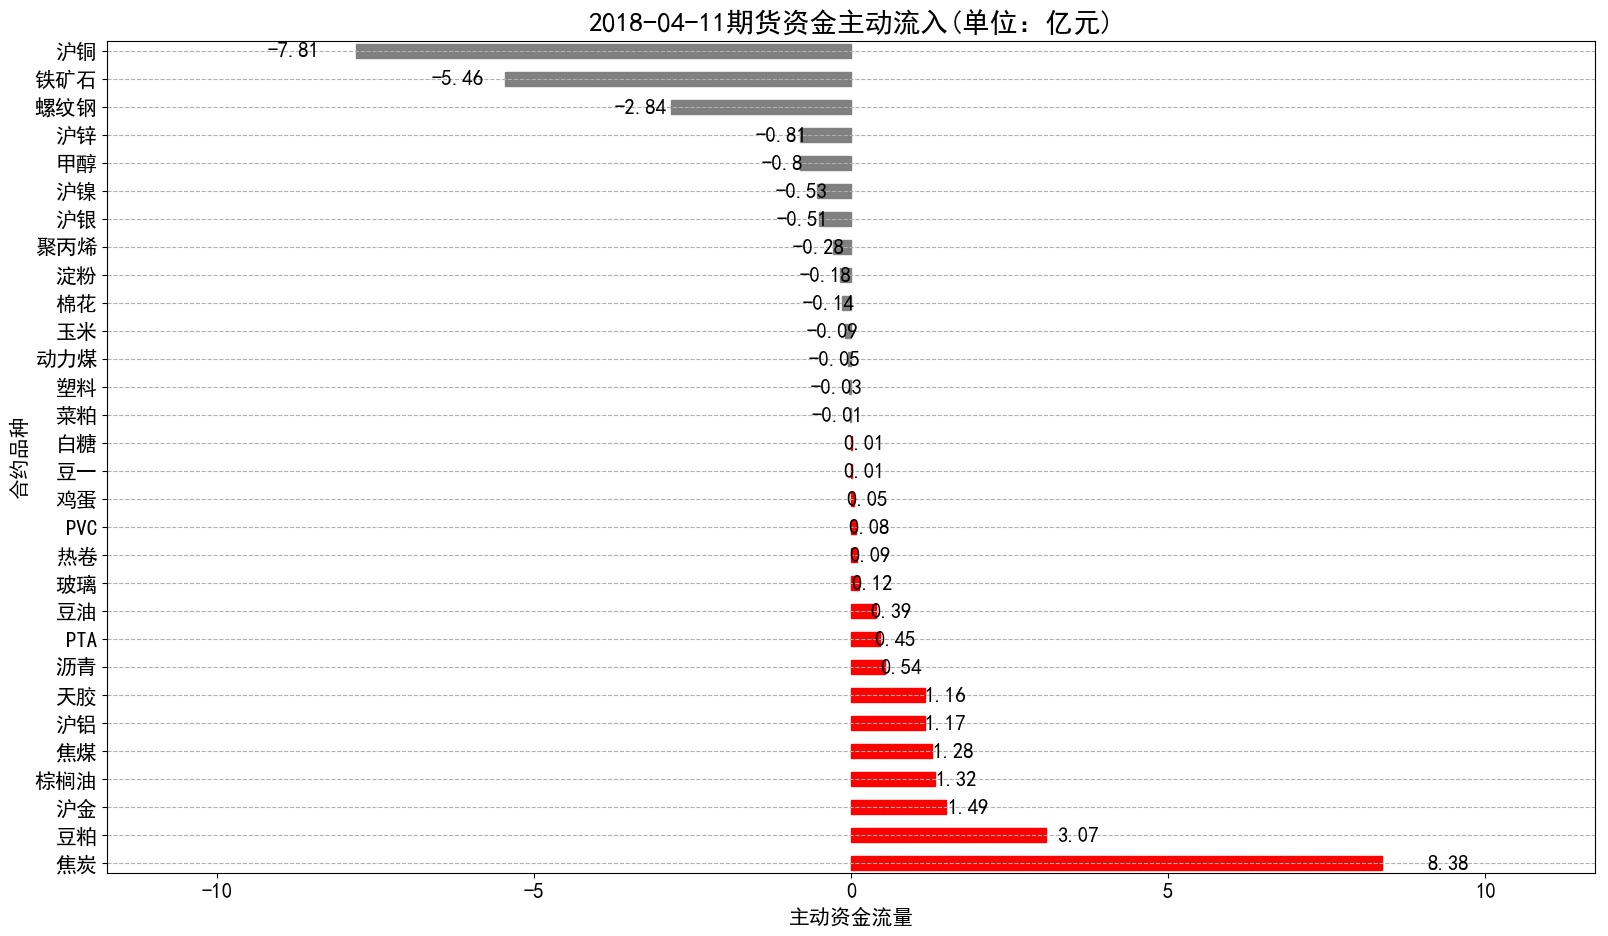 2018-04-11期货资金主动流入(单位：亿元)
沪铜 -7.81
铁矿石 -5.46
螺纹钢 -2.84
沪锌 -0.81
甲醇 -0.8
沪镍 -0.53
沪银 -0.51
聚丙烯 -0.28
淀粉 -0.18
棉花 -0.14
玉米 -0.09
动力煤 -0.05
塑料 -0.03
菜粕 -0.01
白糖 0.01
豆一 0.01
鸡蛋 0.05
PVC 0.08
热卷 0.09
玻璃 0.12
豆油 0.39
PTA 0.45
沥青 0.54
天胶 1.16
沪铝 1.17
焦煤 1.28
棕榈油 1.32
沪金 1.49
豆粕 3.07
焦炭 8.38
合约品种
-10 -5 0 5 10
主动资金流量